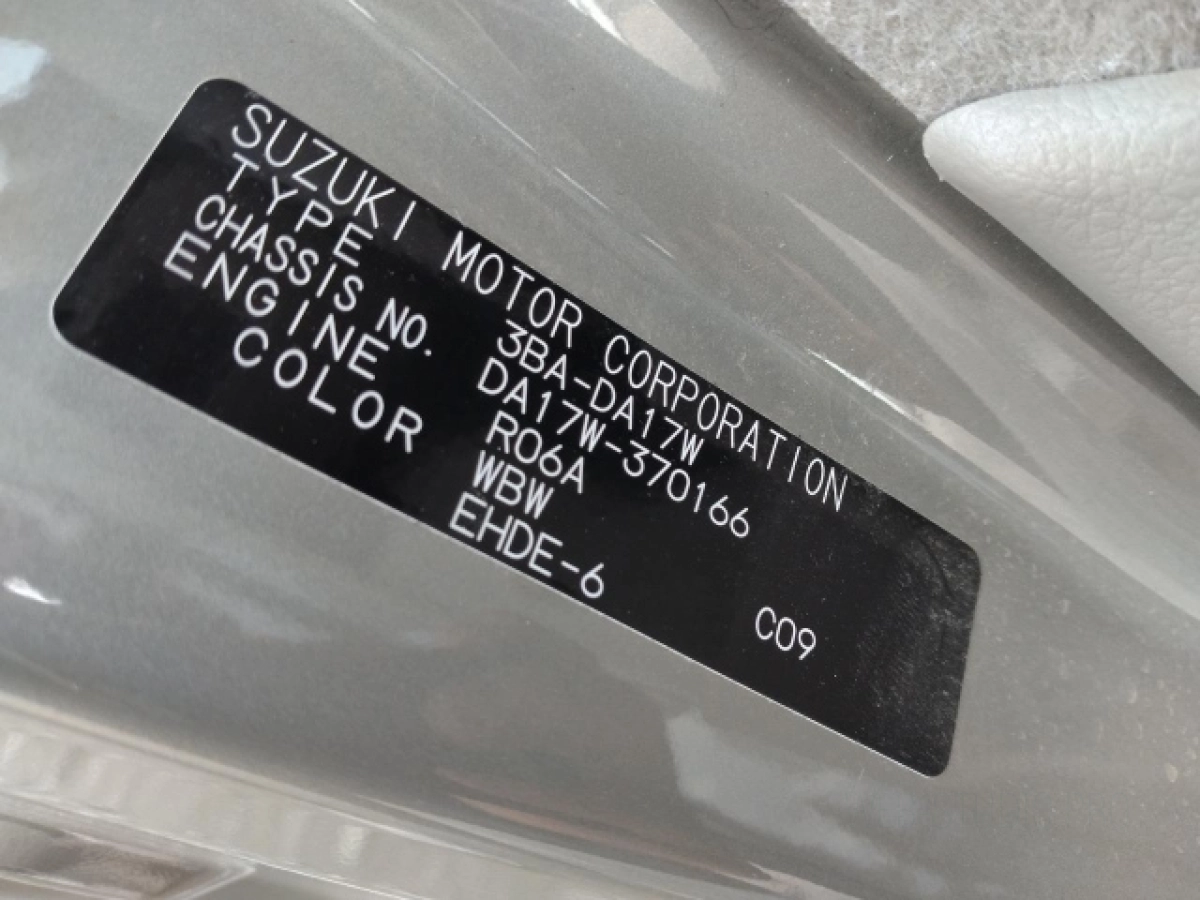 SUZUKI MOTOR CORPORATION
TYPE 3BA-DA17W
CHASSIS NO. DA17W-370166
ENGINE R06A
COLOR WBW
EHDE-6 C09